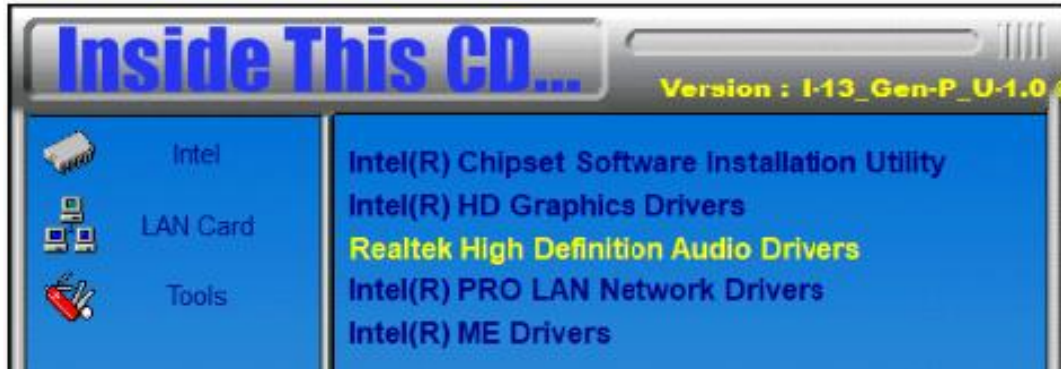 Inside This CD...
Version : I-13_Gen-P_U-1.0
Intel
LAN Card
Tools
Intel(R) Chipset Software Installation Utility
Intel(R) HD Graphics Drivers
Realtek High Definition Audio Drivers
Intel(R) PRO LAN Network Drivers
Intel(R) ME Drivers